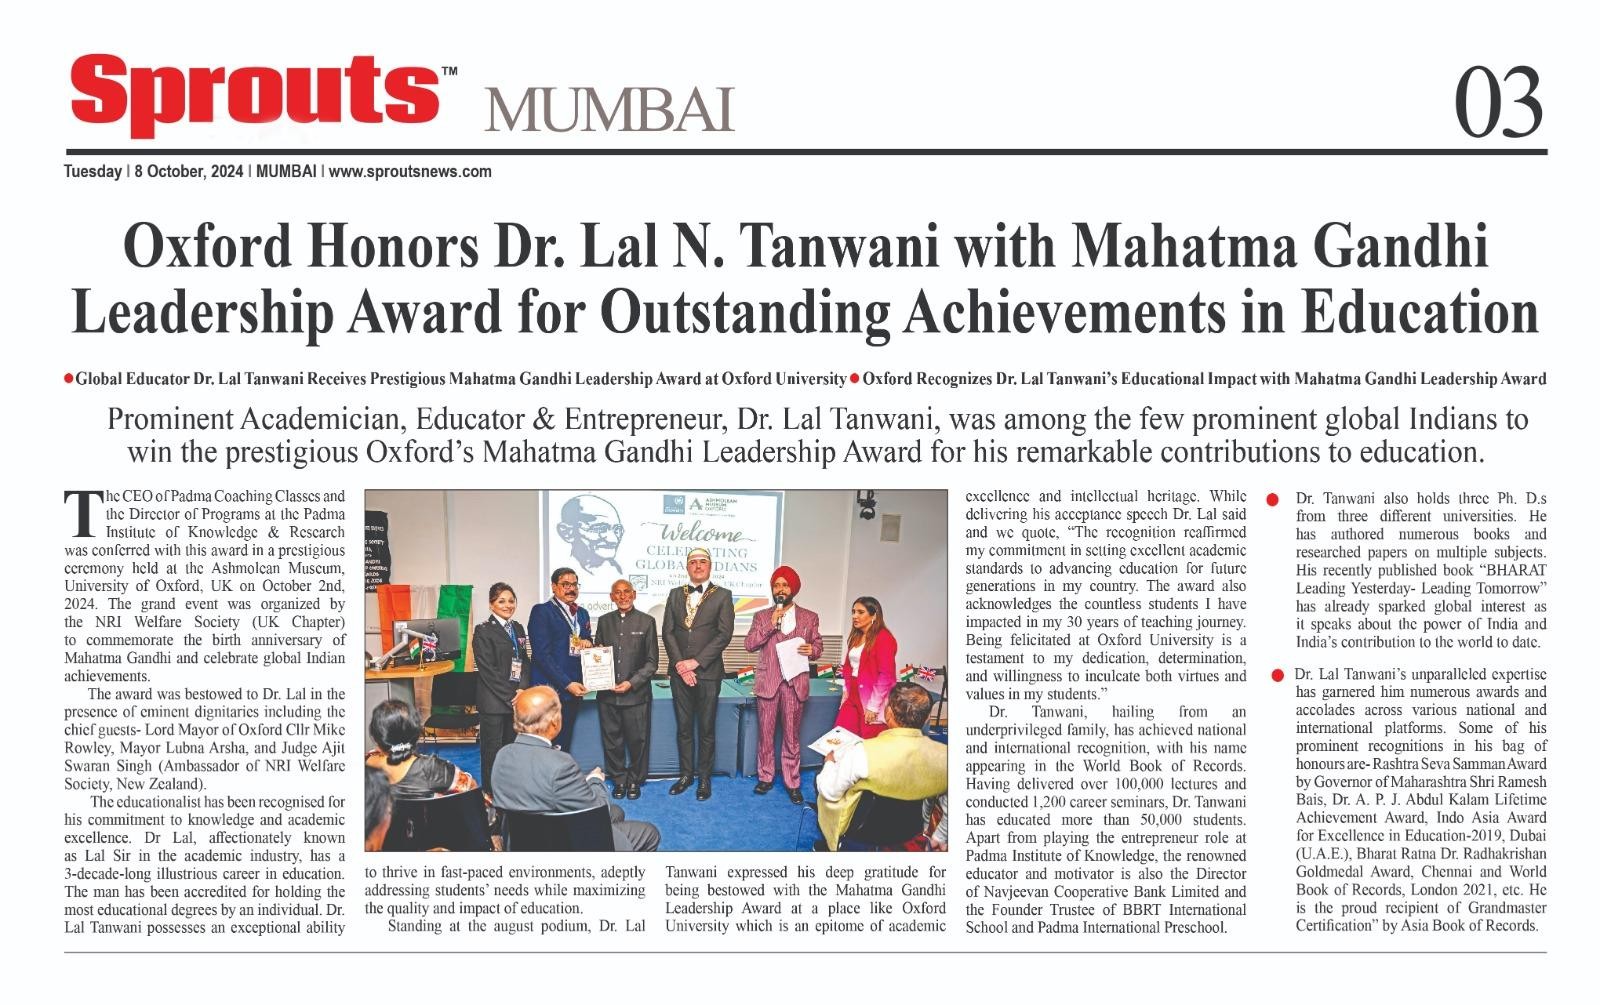 Sprouts™ MUMBAI
03
Tuesday | 8 October, 2024 | MUMBAI | www.sproutsnews.com
Oxford Honors Dr. Lal N. Tanwani with Mahatma Gandhi
Leadership Award for Outstanding Achievements in Education
●Global Educator Dr. Lal Tanwani Receives Prestigious Mahatma Gandhi Leadership Award at Oxford University ● Oxford Recognizes Dr. Lal Tanwani's Educational Impact with Mahatma Gandhi Leadership Award
Prominent Academician, Educator & Entrepreneur, Dr. Lal Tanwani, was among the few prominent global Indians to
win the prestigious Oxford's Mahatma Gandhi Leadership Award for his remarkable contributions to education.
The CEO of Padma Coaching Classes and
the Director of Programs at the Padma
Institute of Knowledge & Research
was conferred with this award in a prestigious
ceremony held at the Ashmolean Museum,
University of Oxford, UK on October 2nd,
2024. The grand event was organized by
the NRI Welfare Society (UK Chapter)
to commemorate the birth anniversary of
Mahatma Gandhi and celebrate global Indian
achievements.
The award was bestowed to Dr. Lal in the
presence of eminent dignitaries including the
chief guests- Lord Mayor of Oxford Cllr Mike
Rowley, Mayor Lubna Arsha, and Judge Ajit
Swaran Singh (Ambassador of NRI Welfare
Society, New Zealand).
The educationalist has been recognised for
his commitment to knowledge and academic
excellence. Dr Lal, affectionately known
as Lal Sir in the academic industry, has a
3-decade-long illustrious career in education.
The man has been accredited for holding the
most educational degrees by an individual. Dr.
Lal Tanwani possesses an exceptional ability
ASHMOLEAN
MUSEUM
OXFORD
Welcome
CELEBRATING
GLOBAL INDIANS
to thrive in fast-paced environments, adeptly
addressing students' needs while maximizing
the quality and impact of education.
Standing at the august podium, Dr. Lal
Tanwani expressed his deep gratitude for
being bestowed with the Mahatma Gandhi
Leadership Award at a place like Oxford
University which is an epitome of academic
excellence and intellectual heritage. While
delivering his acceptance speech Dr. Lal said
and we quote, "The recognition reaffirmed
my commitment in setting excellent academic
standards to advancing education for future
generations in my country. The award also
acknowledges the countless students I have
impacted in my 30 years of teaching journey.
Being felicitated at Oxford University is a
testament to my dedication, determination,
and willingness to inculcate both virtues and
values in my students."
Dr. Tanwani, hailing from an
underprivileged family, has achieved national
and international recognition, with his name
appearing in the World Book of Records.
Having delivered over 100,000 lectures and
conducted 1,200 career seminars, Dr. Tanwani
has educated more than 50,000 students.
Apart from playing the entrepreneur role at
Padma Institute of Knowledge, the renowned
educator and motivator is also the Director
of Navjeevan Cooperative Bank Limited and
the Founder Trustee of BBRT International
School and Padma International Preschool.
● Dr. Tanwani also holds three Ph. D.s
from three different universities. He
has authored numerous books and
researched papers on multiple subjects.
His recently published book "BHARAT
Leading Yesterday- Leading Tomorrow"
has already sparked global interest as
it speaks about the power of India and
India's contribution to the world to date.
● Dr. Lal Tanwani's unparalleled expertise
has garnered him numerous awards and
accolades across various national and
international platforms. Some of his
prominent recognitions in his bag of
honours are- Rashtra Seva Samman Award
by Governor of Maharashtra Shri Ramesh
Bais, Dr. A. P. J. Abdul Kalam Lifetime
Achievement Award, Indo Asia Award
for Excellence in Education-2019, Dubai
(U.A.E.), Bharat Ratna Dr. Radhakrishan
Goldmedal Award, Chennai and World
Book of Records, London 2021, etc. He
is the proud recipient of Grandmaster
Certification" by Asia Book of Records.